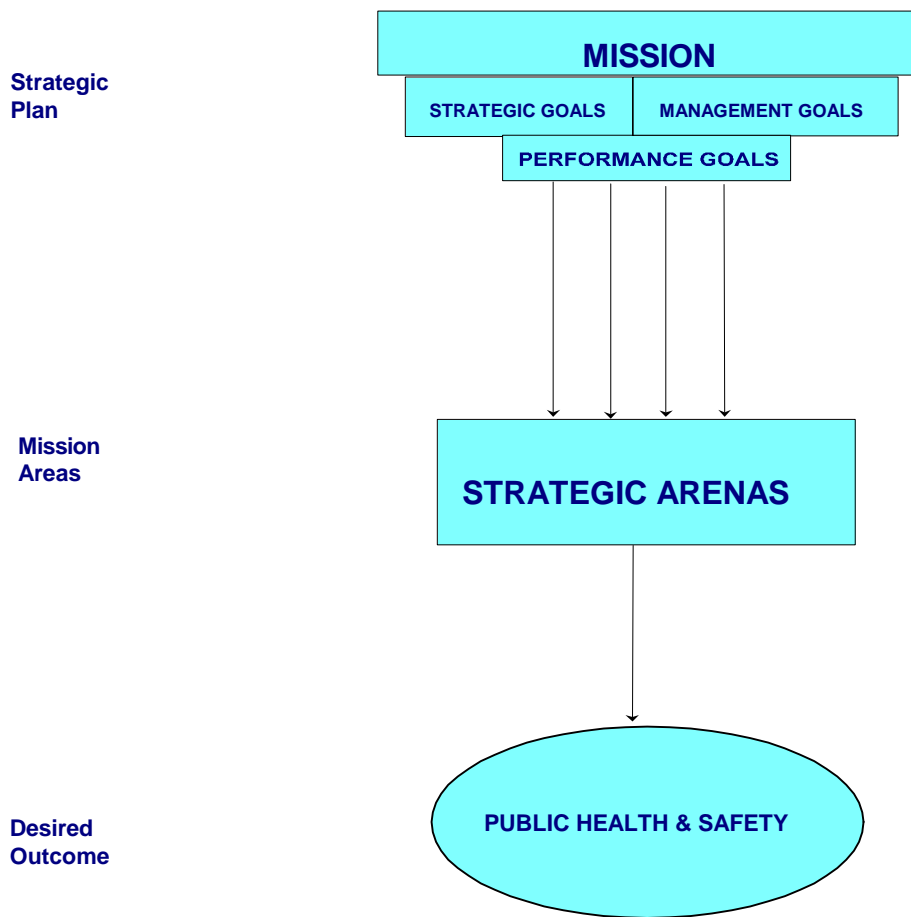 MISSION
Strategic
Plan
STRATEGIC GOALS
MANAGEMENT GOALS
PERFORMANCE GOALS
Mission
Areas
STRATEGIC ARENAS
Desired
Outcome
PUBLIC HEALTH & SAFETY